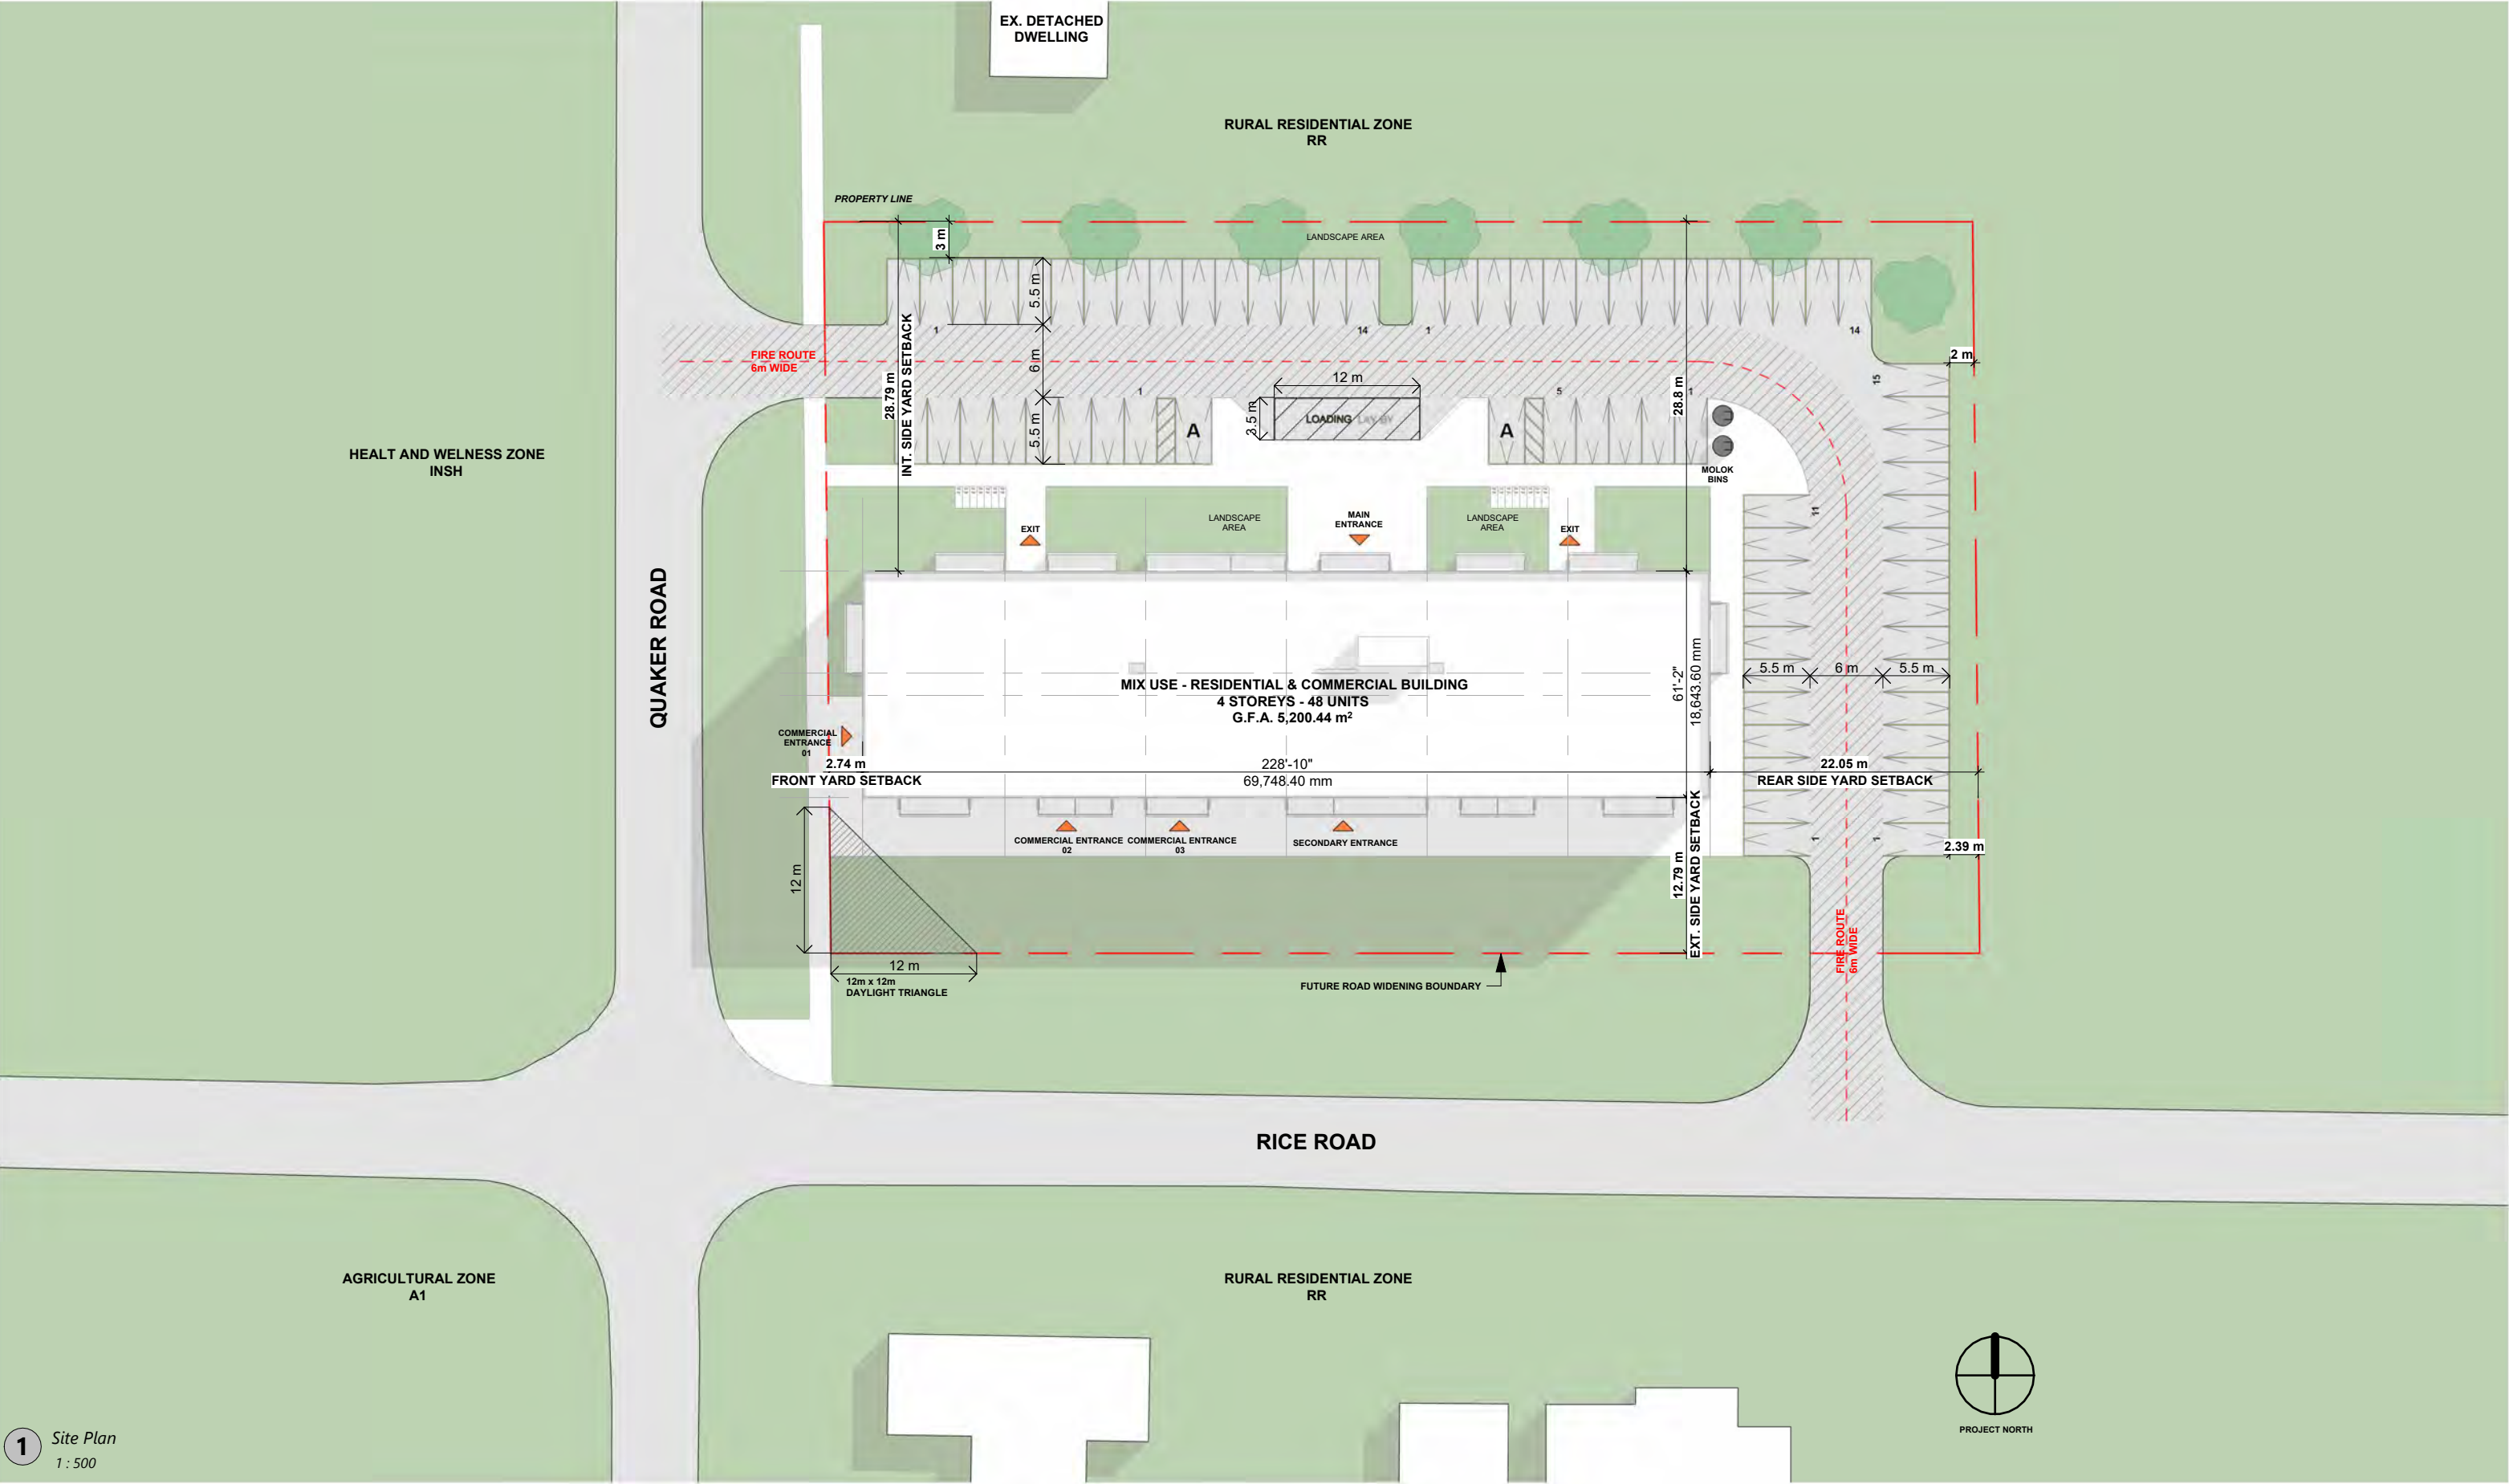 EX. DETACHED
DWELLING
RURAL RESIDENTIAL ZONE
RR
PROPERTY LINE
3 m
LANDSCAPE AREA
5.5 m
1
14
1
14
FIRE ROUTE
6m WIDE
6 m
28.79 m
INT. SIDE YARD SETBACK
28.8 m
2 m
15
12 m
1
5
1
3.5 m
LOADING LAY-BY
5.5 m
A
A
HEALT AND WELNESS ZONE
INSH
MOLOK
BINS
11
LANDSCAPE
AREA
MAIN
ENTRANCE
LANDSCAPE
AREA
EXIT
EXIT
QUAKER ROAD
MIX USE - RESIDENTIAL & COMMERCIAL BUILDING
4 STOREYS - 48 UNITS
G.F.A. 5,200.44 m²
61'-2"
18,643.60 mm
5.5 m
6 m
5.5 m
COMMERCIAL
ENTRANCE
01
2.74 m
FRONT YARD SETBACK
228'-10"
69,748.40 mm
22.05 m
REAR SIDE YARD SETBACK
COMMERCIAL ENTRANCE
02
COMMERCIAL ENTRANCE
03
SECONDARY ENTRANCE
1
1
2.39 m
12 m
12.79 m
EXT. SIDE YARD SETBACK
FIRE ROUTE
6m WIDE
12 m
12m x 12m
DAYLIGHT TRIANGLE
FUTURE ROAD WIDENING BOUNDARY
RICE ROAD
AGRICULTURAL ZONE
A1
RURAL RESIDENTIAL ZONE
RR
PROJECT NORTH
1
Site Plan
1 : 500